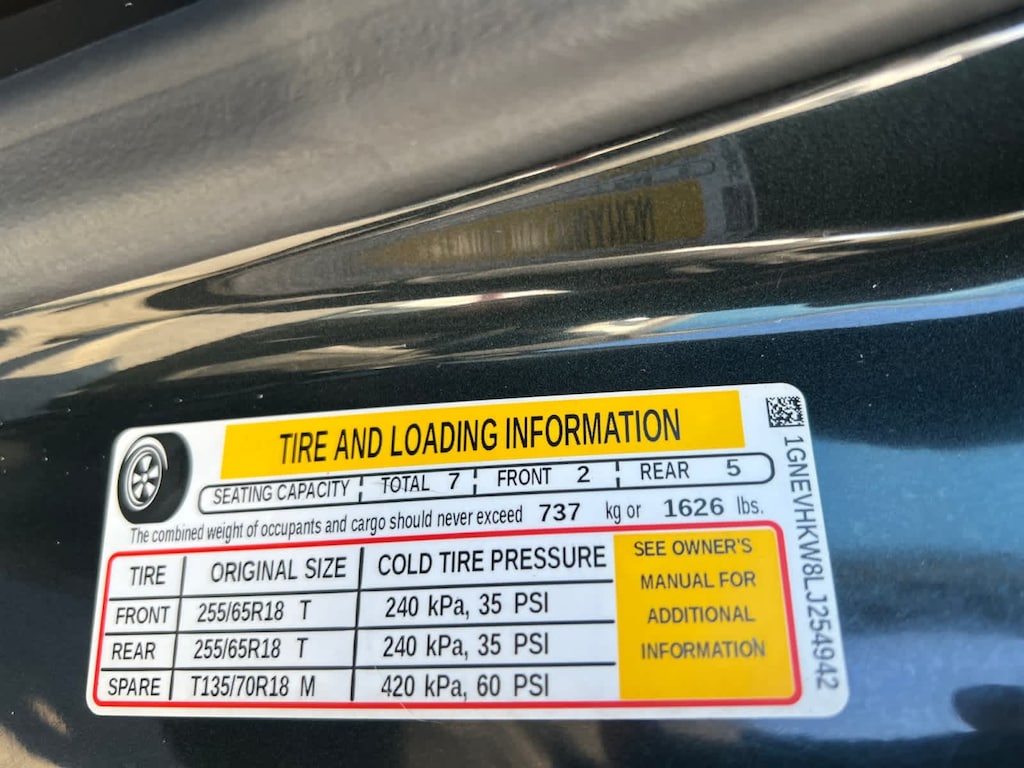 TIRE AND LOADING INFORMATION
SEATING CAPACITY TOTAL 7 FRONT 2 REAR 5
The combined weight of occupants and cargo should never exceed 737 kg or 1626 lbs.
TIRE ORIGINAL SIZE COLD TIRE PRESSURE
FRONT 255/65R18 T 240 kPa, 35 PSI
REAR 255/65R18 T 240 kPa, 35 PSI
SPARE T135/70R18 M 420 kPa, 60 PSI
SEE OWNER'S
MANUAL FOR
ADDITIONAL
INFORMATION
1GNEVHKW8LJ254942